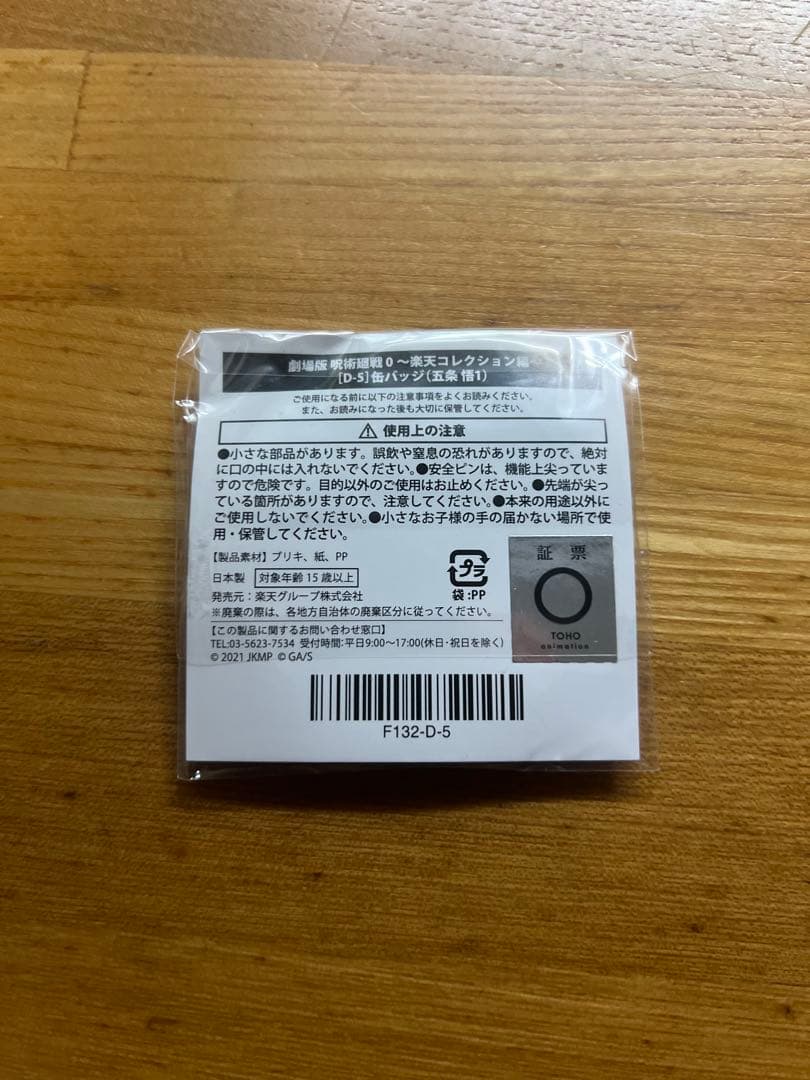 劇場版 呪術廻戦 0 ～楽天コレクション編～
[D-5]缶バッジ(五条 悟1)
ご使用になる前に以下の注意事項をよくお読みください。
また、お読みになった後も大切に保管してください。
⚠ 使用上の注意
●小さな部品があります。誤飲や窒息の恐れがありますので、絶対
に口の中には入れないでください。●安全ピンは、機能上尖っていま
すので危険です。目的以外のご使用はお止めください。●先端が尖っ
ている箇所がありますので、注意してください。●本来の用途以外に
ご使用しないでください。●小さなお子様の手の届かない場所で使
用・保管してください。
【製品素材】ブリキ、紙、PP
日本製 対象年齢 15 歳以上
発売元：楽天グループ株式会社
※廃棄の際は、各地方自治体の廃棄区分に従ってください。
【この製品に関するお問い合わせ窓口】
TEL:03-5623-7534 受付時間：平日9:00～17:00(休日・祝日を除く)
© 2021 JKMP © GA/S
プラ
袋 :PP
証 票
TOHO
animation
F132-D-5